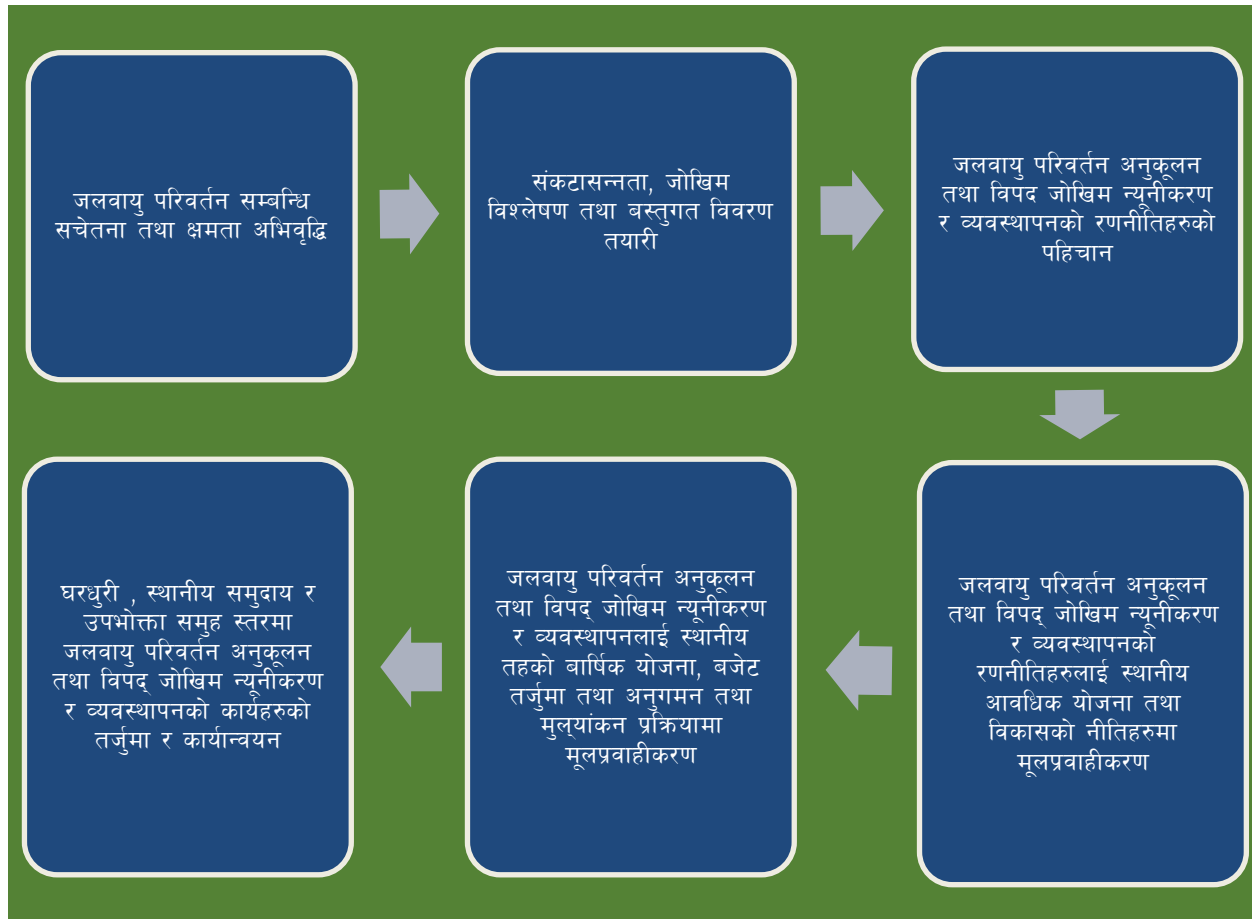 जलवायु परिवर्तन सम्बन्धि
सचेतना तथा क्षमता अभिवृद्धि
संकटासन्नता, जोखिम
विश्लेषण तथा बस्तुगत विवरण
तयारी
जलवायु परिवर्तन अनुकूलन
तथा विपद जोखिम न्यूनीकरण
र व्यवस्थापनको रणनीतिहरुको
पहिचान
जलवायु परिवर्तन अनुकूलन
तथा विपद् जोखिम न्यूनीकरण
र व्यवस्थापनको
रणनीतिहरुलाई स्थानीय
आवधिक योजना तथा
विकासको नीतिहरुमा
मूलप्रवाहीकरण
जलवायु परिवर्तन अनुकूलन
तथा विपद् जोखिम न्यूनीकरण
र व्यवस्थापनलाई स्थानीय
तहको बार्षिक योजना, बजेट
तर्जुमा तथा अनुगमन तथा
मुल्यांकन प्रक्रियामा
मूलप्रवाहीकरण
घरधुरी , स्थानीय समुदाय र
उपभोक्ता समुह स्तरमा
जलवायु परिवर्तन अनुकूलन
तथा विपद् जोखिम न्यूनीकरण
र व्यवस्थापनको कार्यहरुको
तर्जुमा र कार्यान्वयन